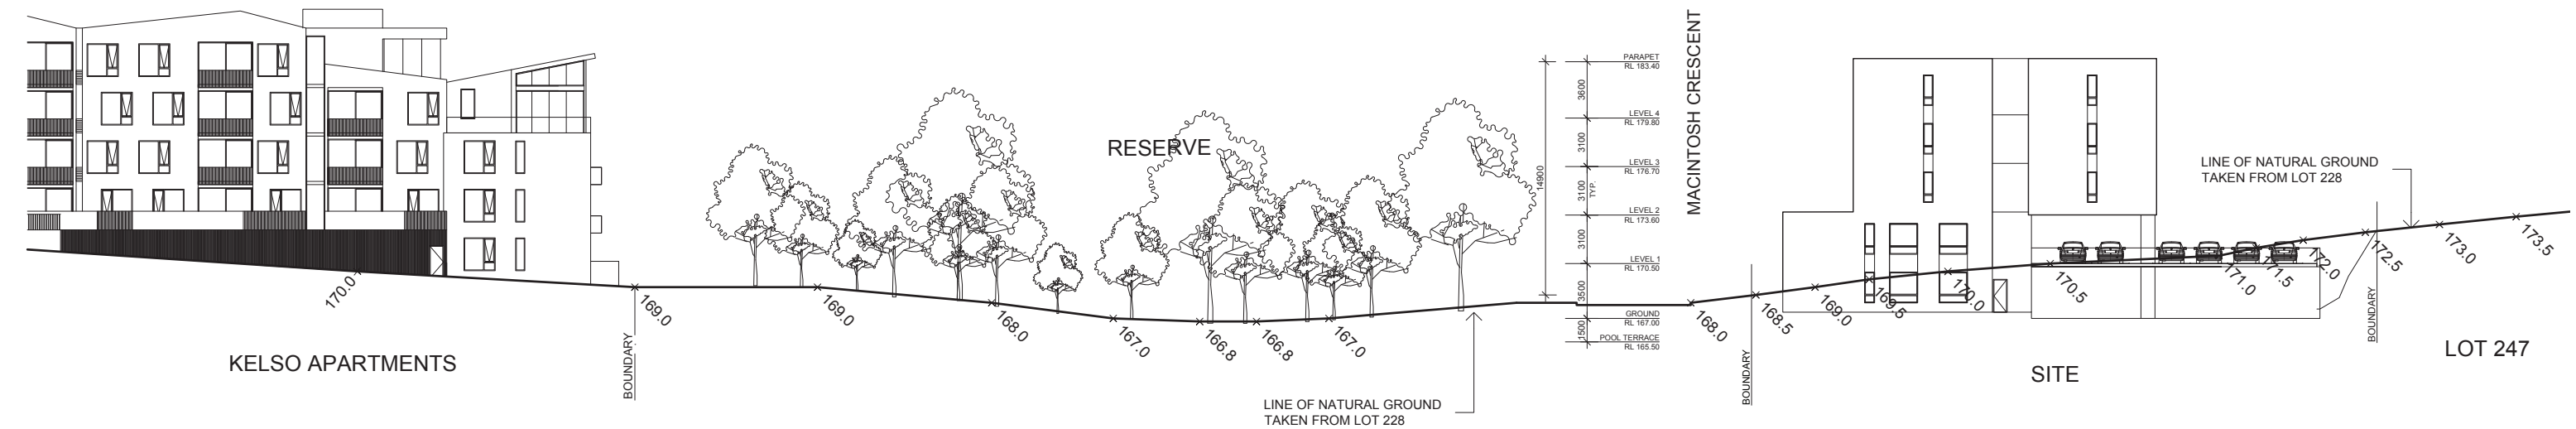 KELSO APARTMENTS
170.0
BOUNDARY
169.0
169.0
168.0
167.0
166.8
166.8
167.0
RESERVE
LINE OF NATURAL GROUND
TAKEN FROM LOT 228
14900
3600
3100
3100
TYP.
3100
3500
1500
PARAPET
RL 183.40
LEVEL 4
RL 179.80
LEVEL 3
RL 176.70
LEVEL 2
RL 173.60
LEVEL 1
RL 170.50
GROUND
RL 167.00
POOL TERRACE
RL 165.50
MACINTOSH CRESCENT
168.0
168.5
BOUNDARY
169.0
169.5
170.0
170.5
171.0
171.5
172.0
172.5
173.0
173.5
LINE OF NATURAL GROUND
TAKEN FROM LOT 228
BOUNDARY
SITE
LOT 247